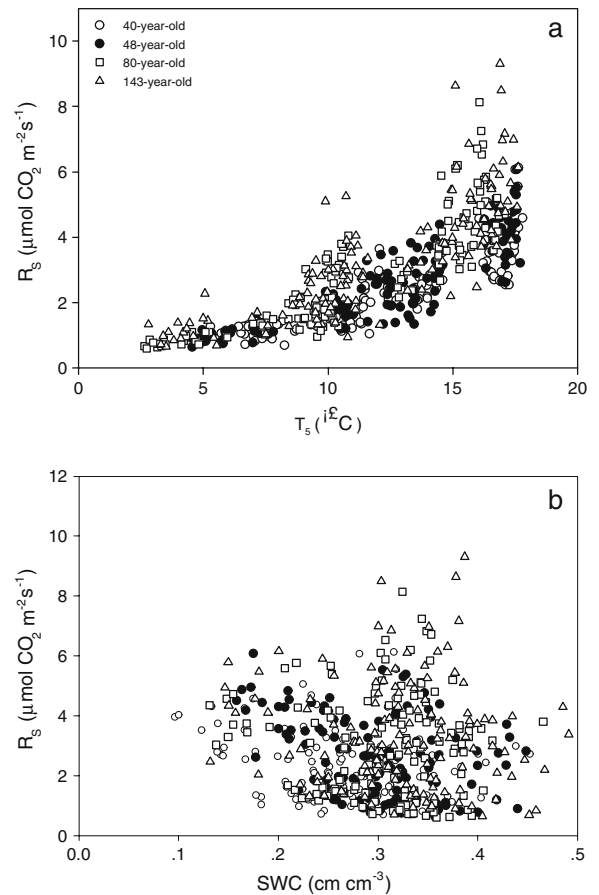 a
40-year-old
48-year-old
80-year-old
143-year-old
10
8
6
4
2
0
R_S (μmol CO₂ m⁻²s⁻¹)
0 5 10 15 20
T₅ (i£C)
b
12
10
8
6
4
2
0
R_S (μmol CO₂ m⁻²s⁻¹)
0.0 .1 .2 .3 .4 .5
SWC (cm cm⁻³)